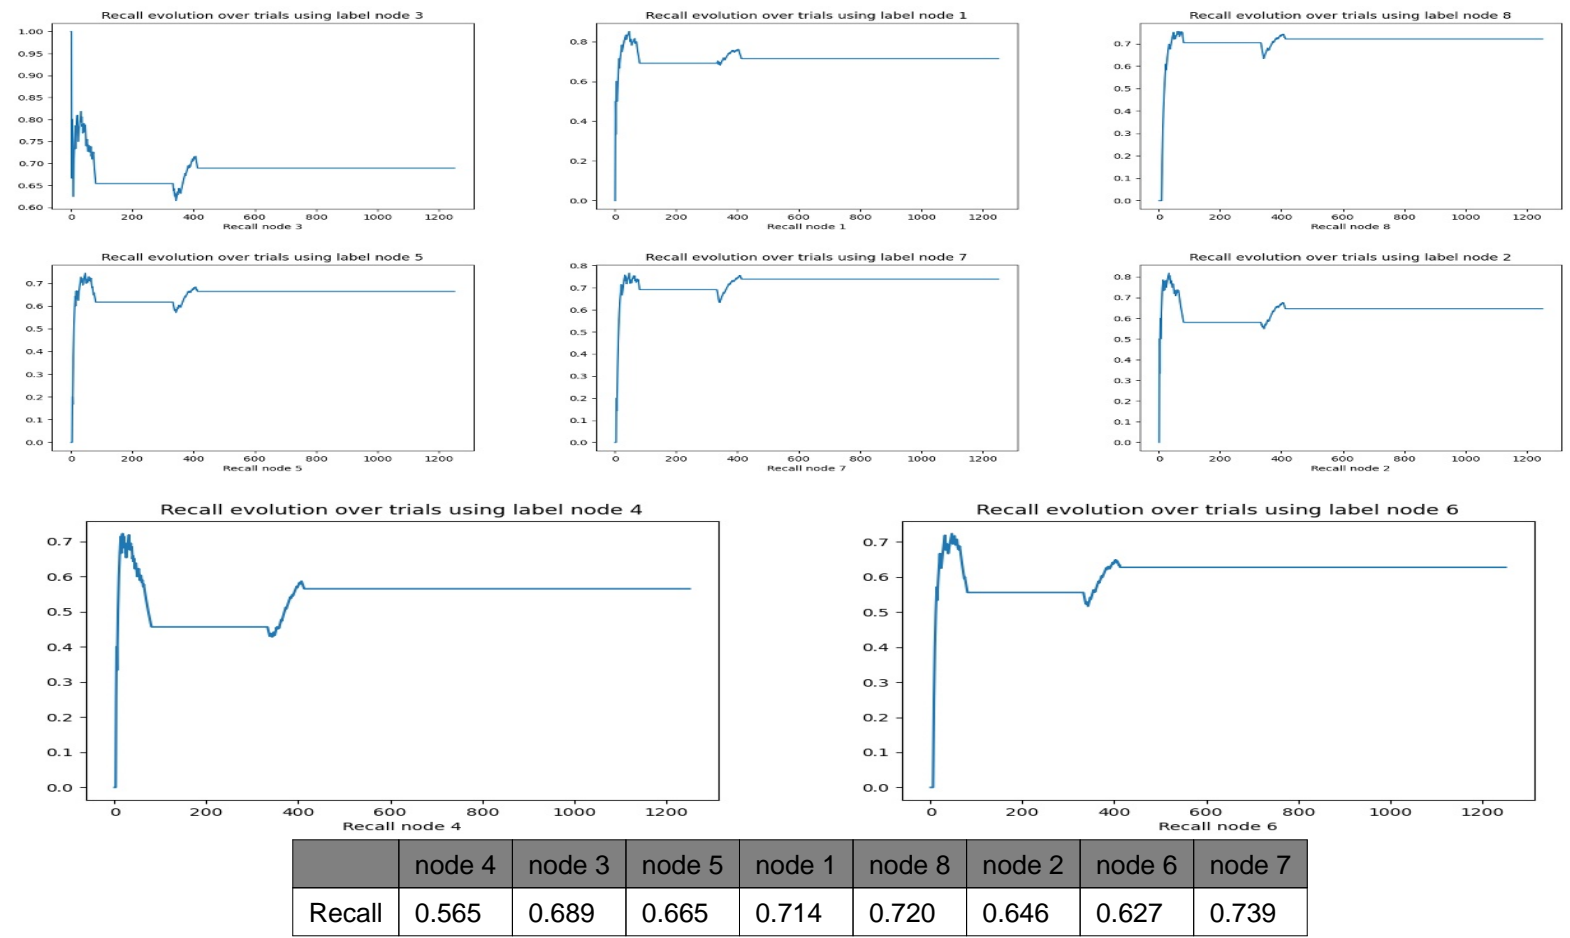 Recall evolution over trials using label node 3
1.00
0.95
0.90
0.85
0.80
0.75
0.70
0.65
0.60
0 200 400 600 800 1000 1200
Recall node 3
Recall evolution over trials using label node 1
0.8
0.6
0.4
0.2
0.0
0 200 400 600 800 1000 1200
Recall node 1
Recall evolution over trials using label node 8
0.7
0.6
0.5
0.4
0.3
0.2
0.1
0.0
0 200 400 600 800 1000 1200
Recall node 8
Recall evolution over trials using label node 5
0.7
0.6
0.5
0.4
0.3
0.2
0.1
0.0
0 200 400 600 800 1000 1200
Recall node 5
Recall evolution over trials using label node 7
0.8
0.7
0.6
0.5
0.4
0.3
0.2
0.1
0.0
0 200 400 600 800 1000 1200
Recall node 7
Recall evolution over trials using label node 2
0.8
0.7
0.6
0.5
0.4
0.3
0.2
0.1
0.0
0 200 400 600 800 1000 1200
Recall node 2
Recall evolution over trials using label node 4
0.7
0.6
0.5
0.4
0.3
0.2
0.1
0.0
0 200 400 600 800 1000 1200
Recall node 4
Recall evolution over trials using label node 6
0.7
0.6
0.5
0.4
0.3
0.2
0.1
0.0
0 200 400 600 800 1000 1200
Recall node 6
node 4 node 3 node 5 node 1 node 8 node 2 node 6 node 7
Recall 0.565 0.689 0.665 0.714 0.720 0.646 0.627 0.739